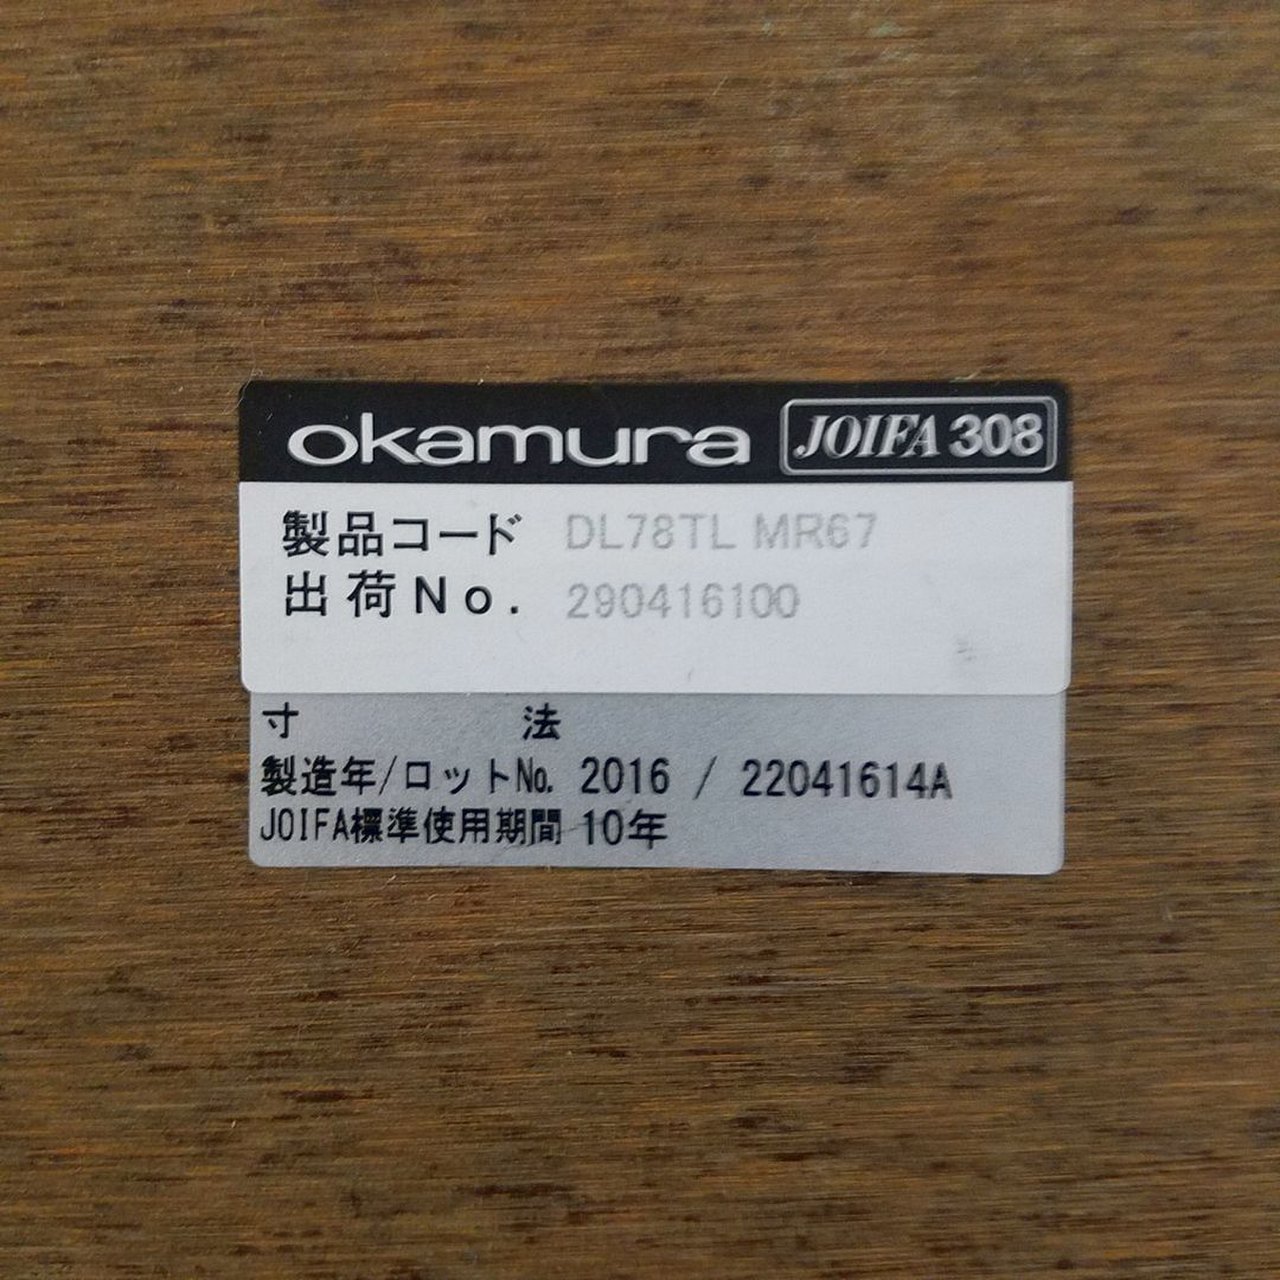 okamura JOIFA 308
製品コード DL78TL MR67
出荷No. 290416100
寸法
製造年/ロット№ 2016 / 22041614A
JOIFA標準使用期間 10年